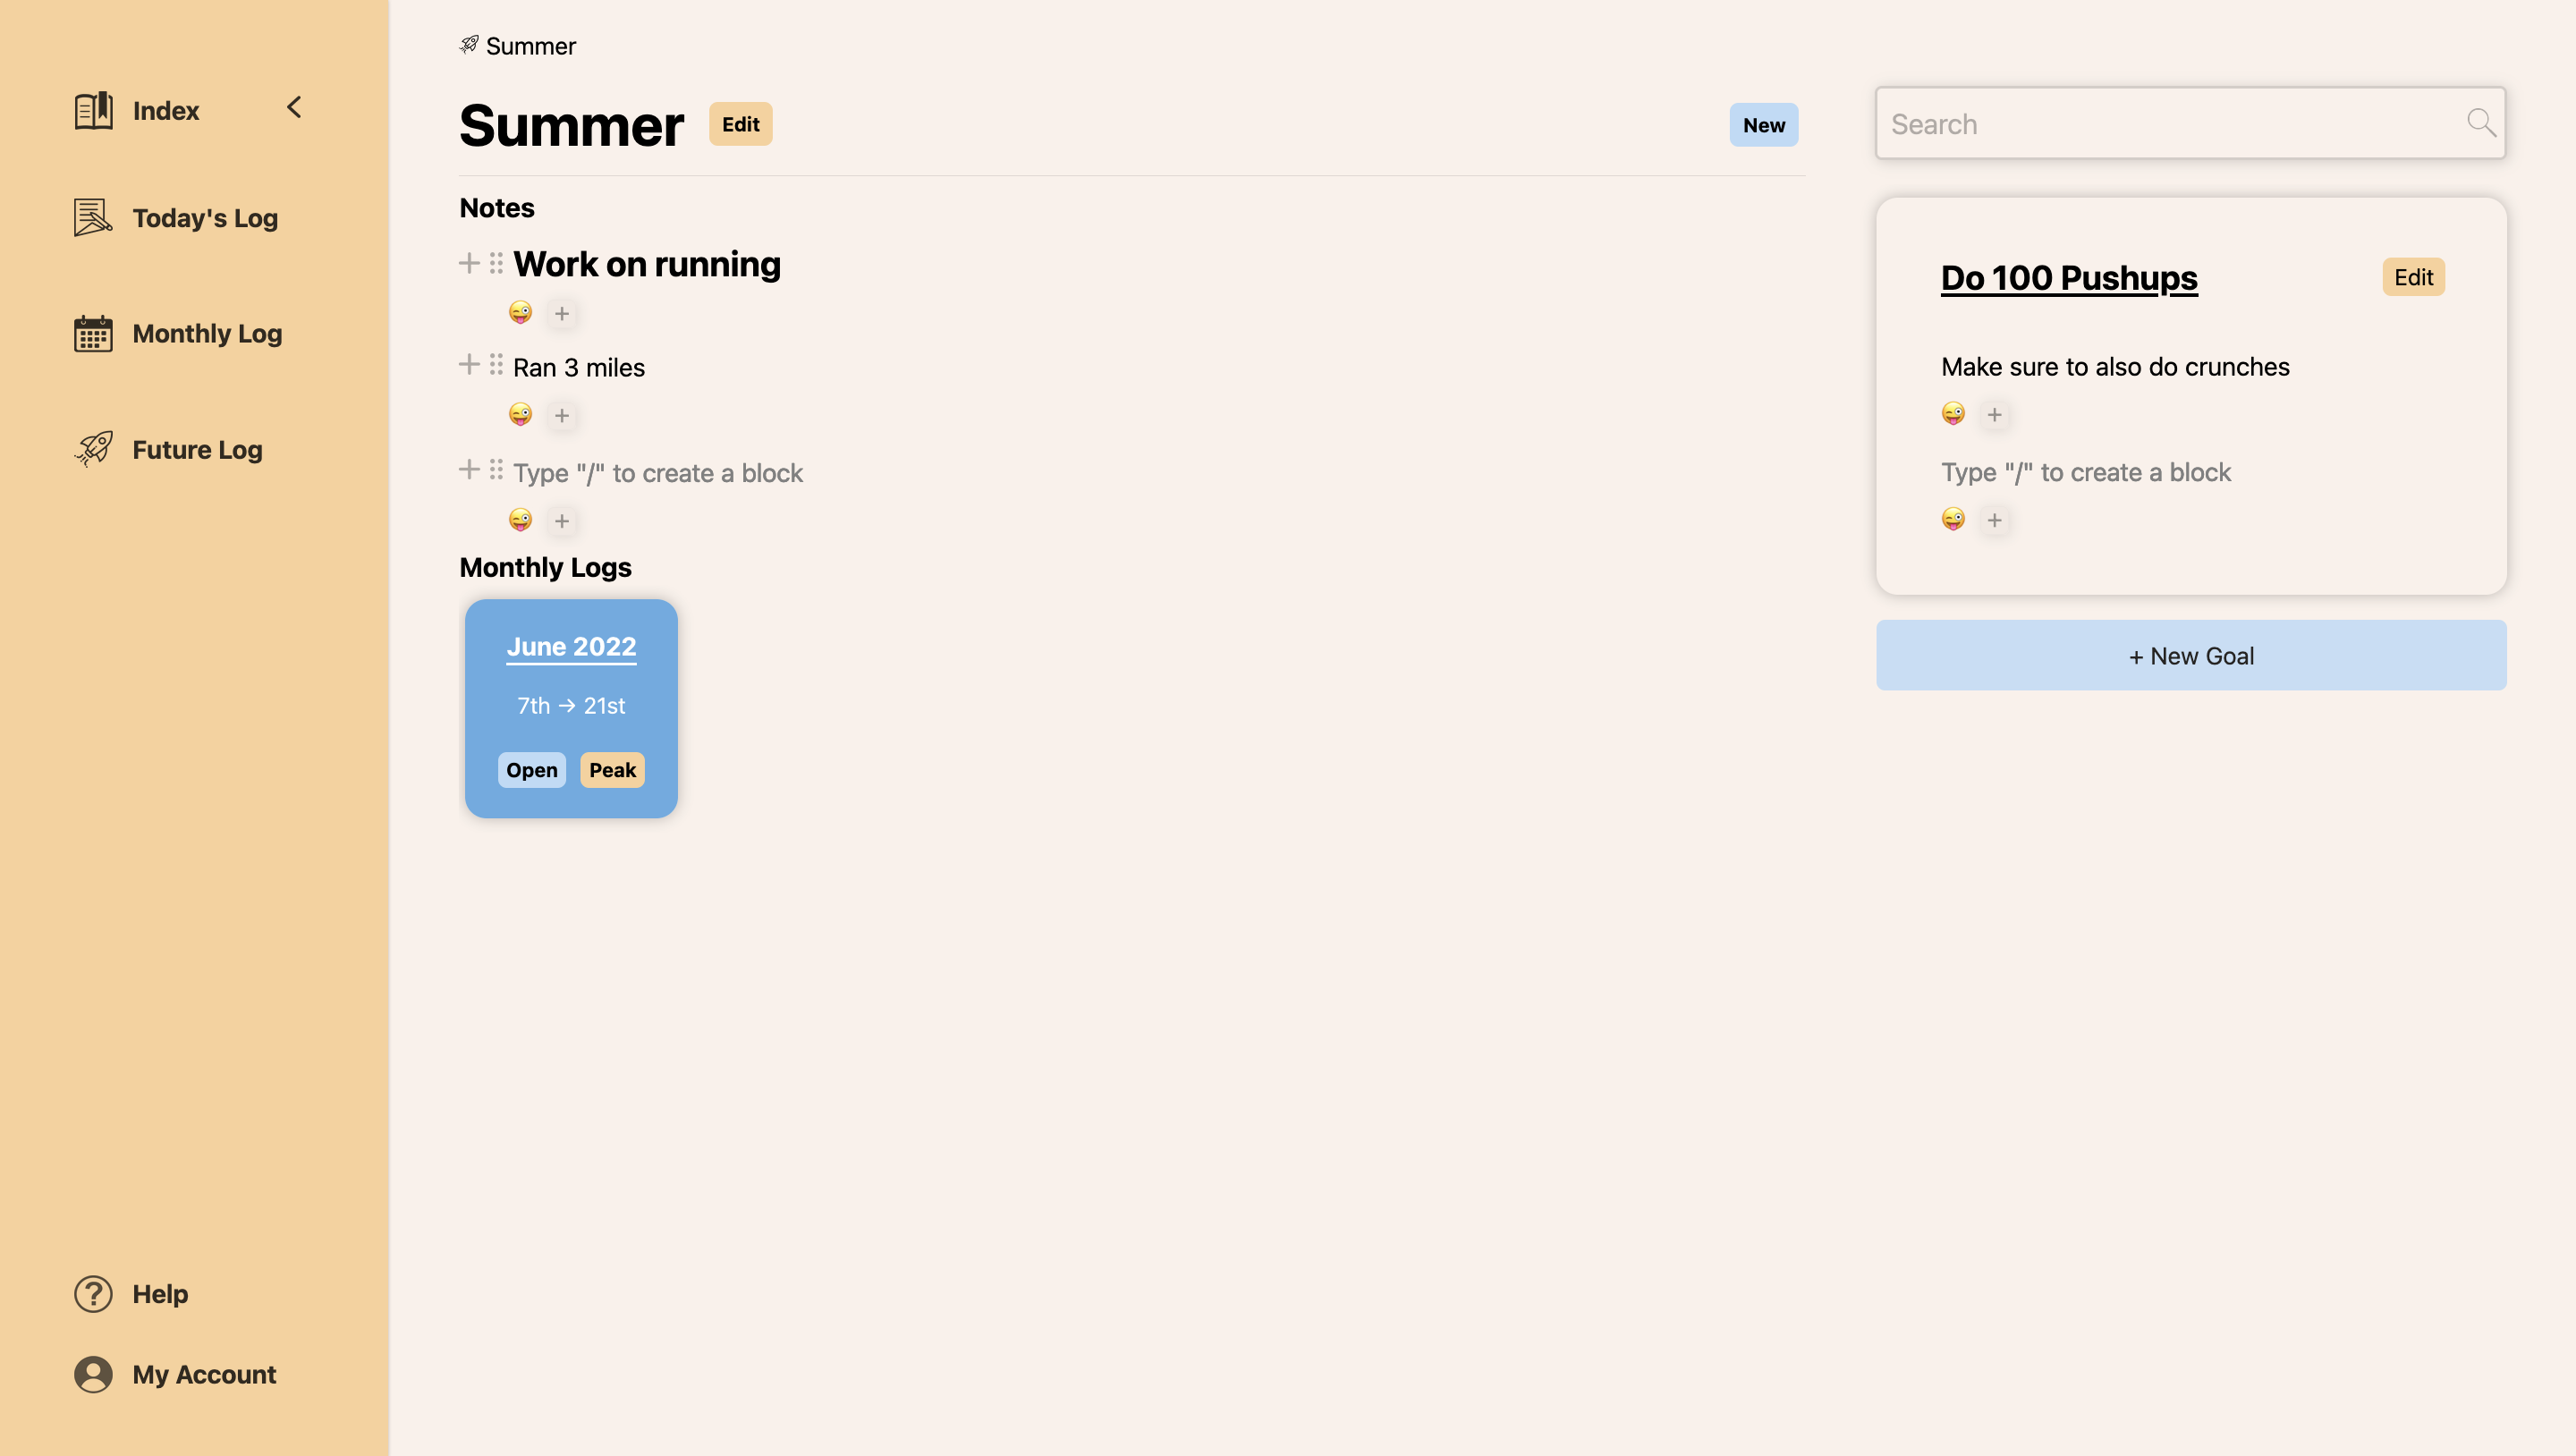 Index
Today's Log
Monthly Log
Future Log
Help
My Account
Summer
Summer
Edit
New
Notes
Work on running
+
Ran 3 miles
+
Type "/" to create a block
+
Monthly Logs
June 2022
7th → 21st
Open
Peak
Search
Do 100 Pushups
Edit
Make sure to also do crunches
+
Type "/" to create a block
+
+ New Goal